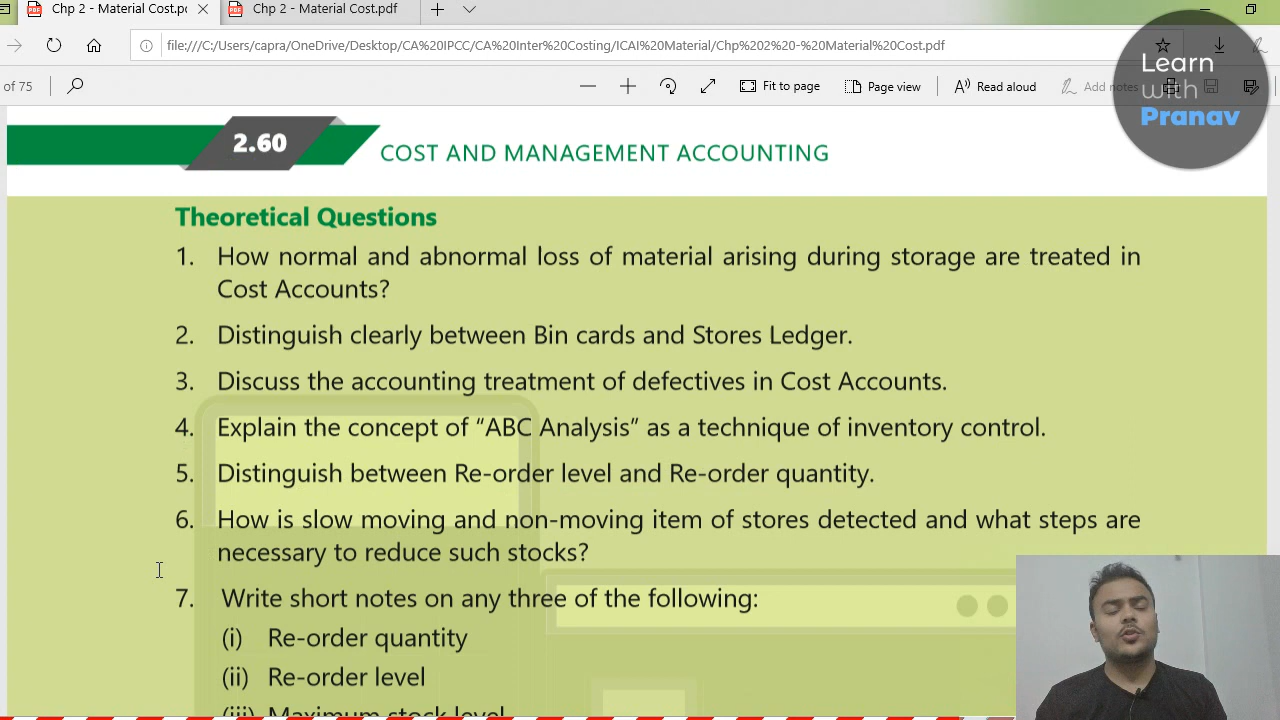 Chp 2 - Material Cost.pdf
Chp 2 - Material Cost.pdf
file:///C:/Users/capra/OneDrive/Desktop/CA%20IPCC/CA%20Inter%20Costing/ICAI%20Material/Chp%202%20-%20Material%20Cost.pdf
of 75
Fit to page
Page view
Read aloud
Add notes
Learn
with
Pranav
2.60
COST AND MANAGEMENT ACCOUNTING
Theoretical Questions
1. How normal and abnormal loss of material arising during storage are treated in
Cost Accounts?
2. Distinguish clearly between Bin cards and Stores Ledger.
3. Discuss the accounting treatment of defectives in Cost Accounts.
4. Explain the concept of “ABC Analysis” as a technique of inventory control.
5. Distinguish between Re-order level and Re-order quantity.
6. How is slow moving and non-moving item of stores detected and what steps are
necessary to reduce such stocks?
7. Write short notes on any three of the following:
(i) Re-order quantity
(ii) Re-order level
(iii) Maximum stock level